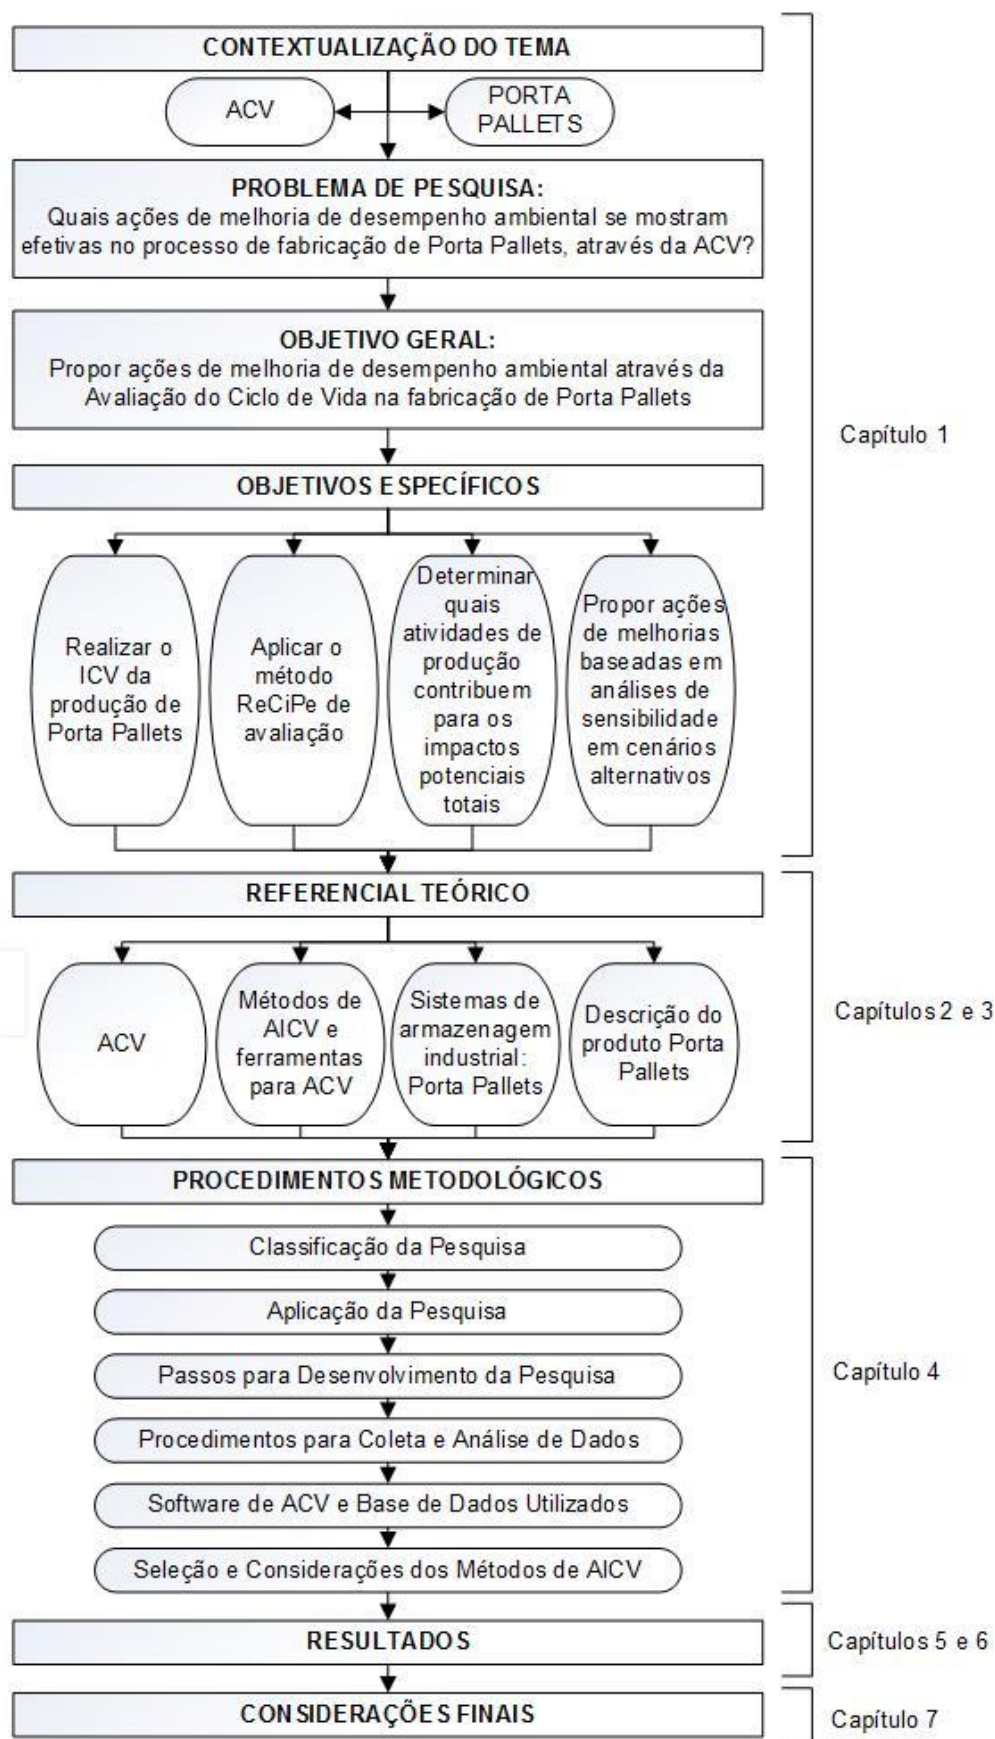 CONTEXTUALIZAÇÃO DO TEMA
ACV
PORTA
PALLETS
PROBLEMA DE PESQUISA:
Quais ações de melhoria de desempenho ambiental se mostram
efetivas no processo de fabricação de Porta Pallets, através da ACV?
OBJETIVO GERAL:
Propor ações de melhoria de desempenho ambiental através da
Avaliação do Ciclo de Vida na fabricação de Porta Pallets
OBJETIVOS ESPECÍFICOS
Realizar o
ICV da
produção de
Porta Pallets
Aplicar o
método
ReCiPe de
avaliação
Determinar
quais
atividades de
produção
contribuem
para os
impactos
potenciais
totais
Propor ações
de melhorias
baseadas em
análises de
sensibilidade
em cenários
alternativos
Capítulo 1
REFERENCIAL TEÓRICO
ACV
Métodos de
AICV e
ferramentas
para ACV
Sistemas de
armazenagem
industrial:
Porta Pallets
Descrição do
produto Porta
Pallets
Capítulos 2 e 3
PROCEDIMENTOS METODOLÓGICOS
Classificação da Pesquisa
Aplicação da Pesquisa
Passos para Desenvolvimento da Pesquisa
Procedimentos para Coleta e Análise de Dados
Software de ACV e Base de Dados Utilizados
Seleção e Considerações dos Métodos de AICV
Capítulo 4
RESULTADOS
Capítulos 5 e 6
CONSIDERAÇÕES FINAIS
Capítulo 7